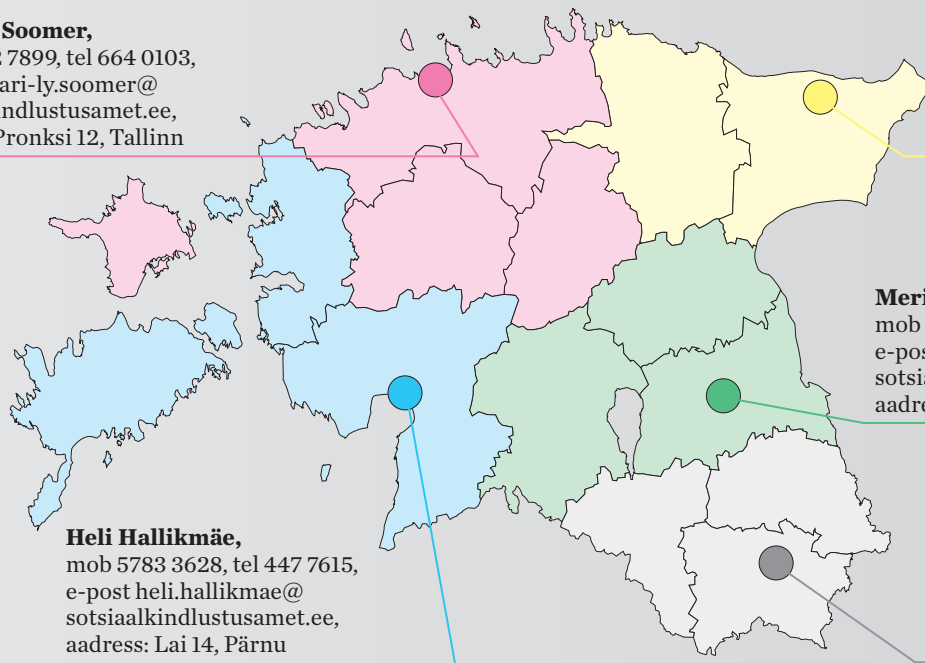 Soomer,
7899, tel 664 0103,
ari-ly.soomer@
indlustusamet.ee,
Pronksi 12, Tallinn
Meri
mob
e-pos
sotsia
aadre
Heli Hallikmäe,
mob 5783 3628, tel 447 7615,
e-post heli.hallikmae@
sotsiaalkindlustusamet.ee,
aadress: Lai 14, Pärnu